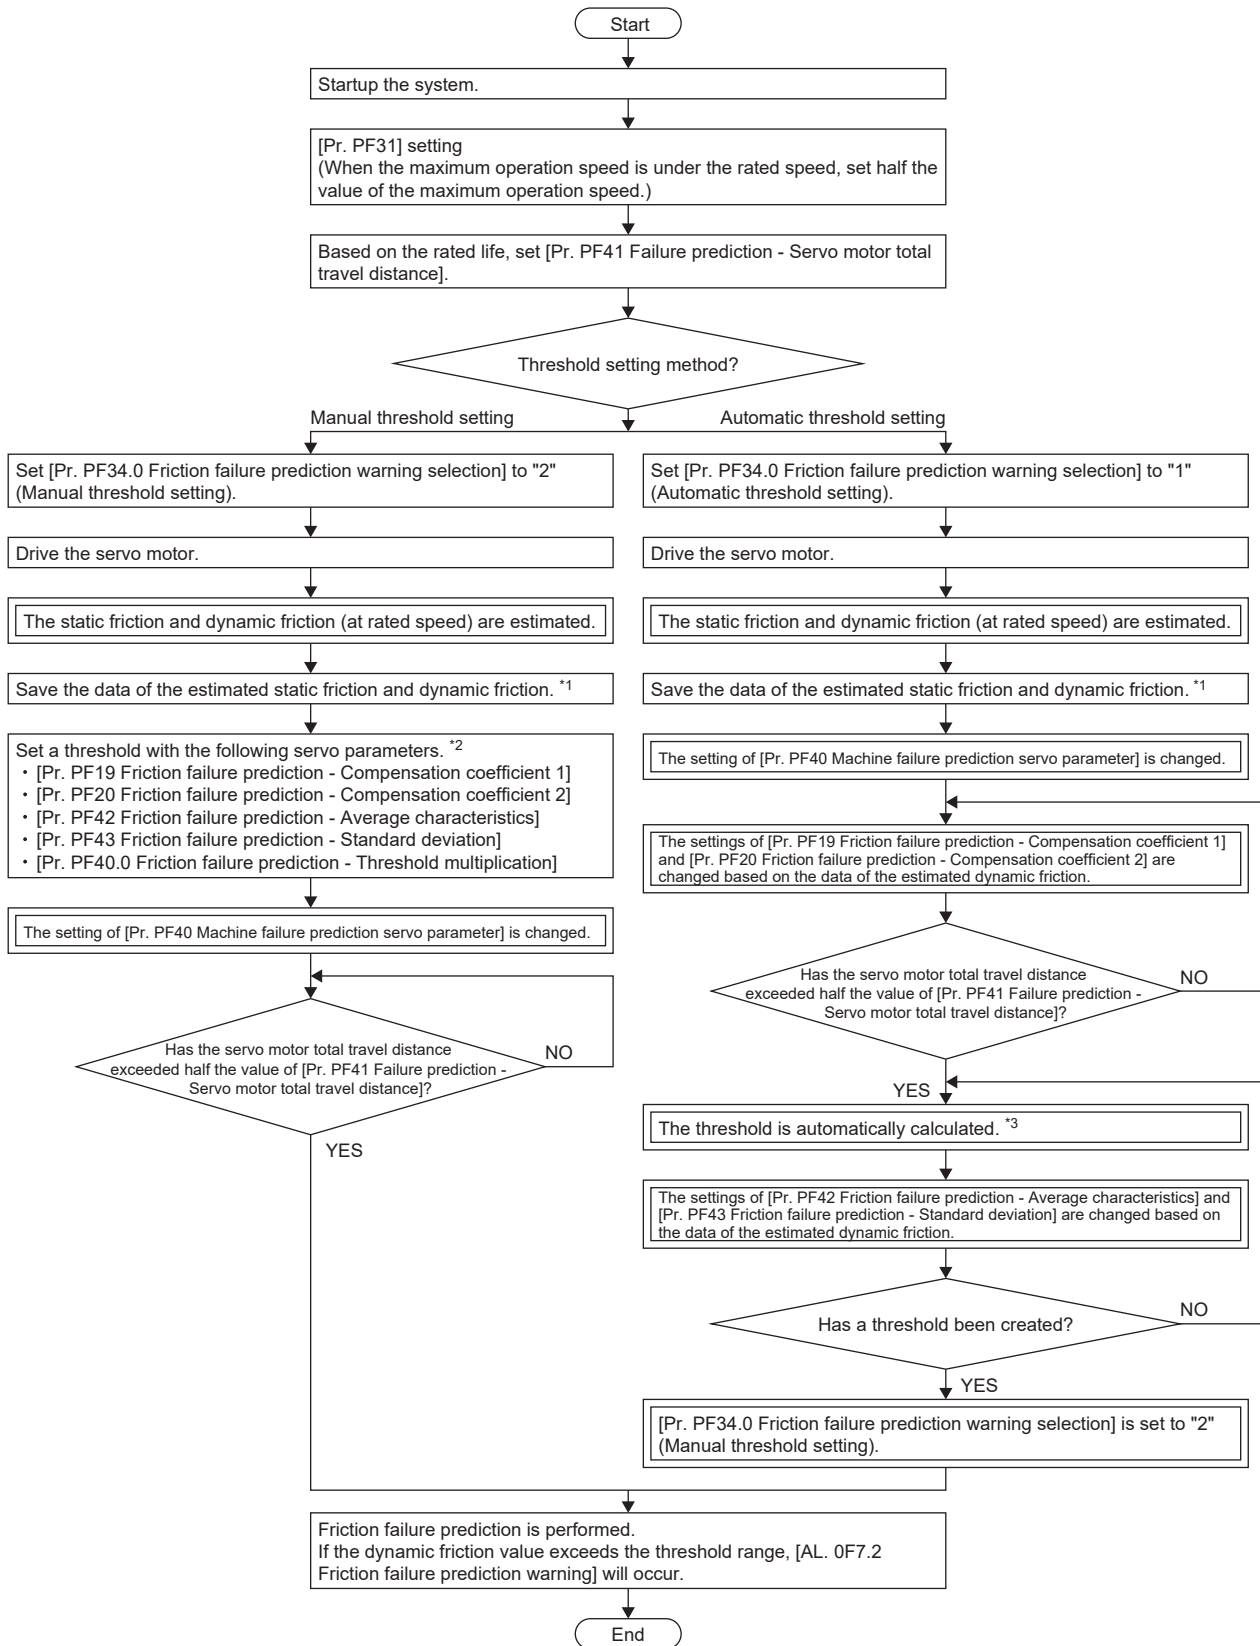 Start
Startup the system.
[Pr. PF31] setting
(When the maximum operation speed is under the rated speed, set half the
value of the maximum operation speed.)
Based on the rated life, set [Pr. PF41 Failure prediction - Servo motor total
travel distance].
Threshold setting method?
Manual threshold setting
Automatic threshold setting
Set [Pr. PF34.0 Friction failure prediction warning selection] to "2"
(Manual threshold setting).
Drive the servo motor.
The static friction and dynamic friction (at rated speed) are estimated.
Save the data of the estimated static friction and dynamic friction. *1
Set a threshold with the following servo parameters. *2
• [Pr. PF19 Friction failure prediction - Compensation coefficient 1]
• [Pr. PF20 Friction failure prediction - Compensation coefficient 2]
• [Pr. PF42 Friction failure prediction - Average characteristics]
• [Pr. PF43 Friction failure prediction - Standard deviation]
• [Pr. PF40.0 Friction failure prediction - Threshold multiplication]
The setting of [Pr. PF40 Machine failure prediction servo parameter] is changed.
Has the servo motor total travel distance
exceeded half the value of [Pr. PF41 Failure prediction -
Servo motor total travel distance]?
NO
YES
Set [Pr. PF34.0 Friction failure prediction warning selection] to "1"
(Automatic threshold setting).
Drive the servo motor.
The static friction and dynamic friction (at rated speed) are estimated.
Save the data of the estimated static friction and dynamic friction. *1
The setting of [Pr. PF40 Machine failure prediction servo parameter] is changed.
The settings of [Pr. PF19 Friction failure prediction - Compensation coefficient 1]
and [Pr. PF20 Friction failure prediction - Compensation coefficient 2] are
changed based on the data of the estimated dynamic friction.
Has the servo motor total travel distance
exceeded half the value of [Pr. PF41 Failure prediction -
Servo motor total travel distance]?
NO
YES
The threshold is automatically calculated. *3
The settings of [Pr. PF42 Friction failure prediction - Average characteristics] and
[Pr. PF43 Friction failure prediction - Standard deviation] are changed based on
the data of the estimated dynamic friction.
Has a threshold been created?
NO
YES
[Pr. PF34.0 Friction failure prediction warning selection] is set to "2"
(Manual threshold setting).
Friction failure prediction is performed.
If the dynamic friction value exceeds the threshold range, [AL. 0F7.2
Friction failure prediction warning] will occur.
End